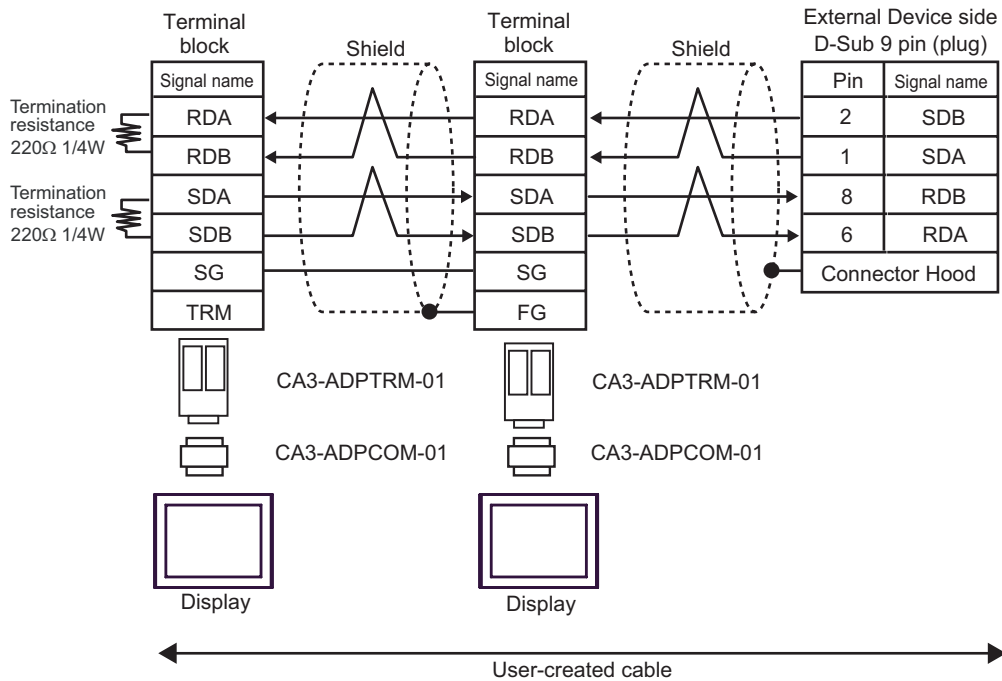 External Device side
D-Sub 9 pin (plug)
Terminal
block
Shield
Terminal
block
Shield
Signal name
Signal name
Pin
Signal name
Termination
resistance
220Ω 1/4W
RDA
RDA
2
SDB
RDB
RDB
1
SDA
Termination
resistance
220Ω 1/4W
SDA
SDA
8
RDB
SDB
SDB
6
RDA
SG
SG
Connector Hood
TRM
FG
CA3-ADPTRM-01
CA3-ADPTRM-01
CA3-ADPCOM-01
CA3-ADPCOM-01
Display
Display
User-created cable